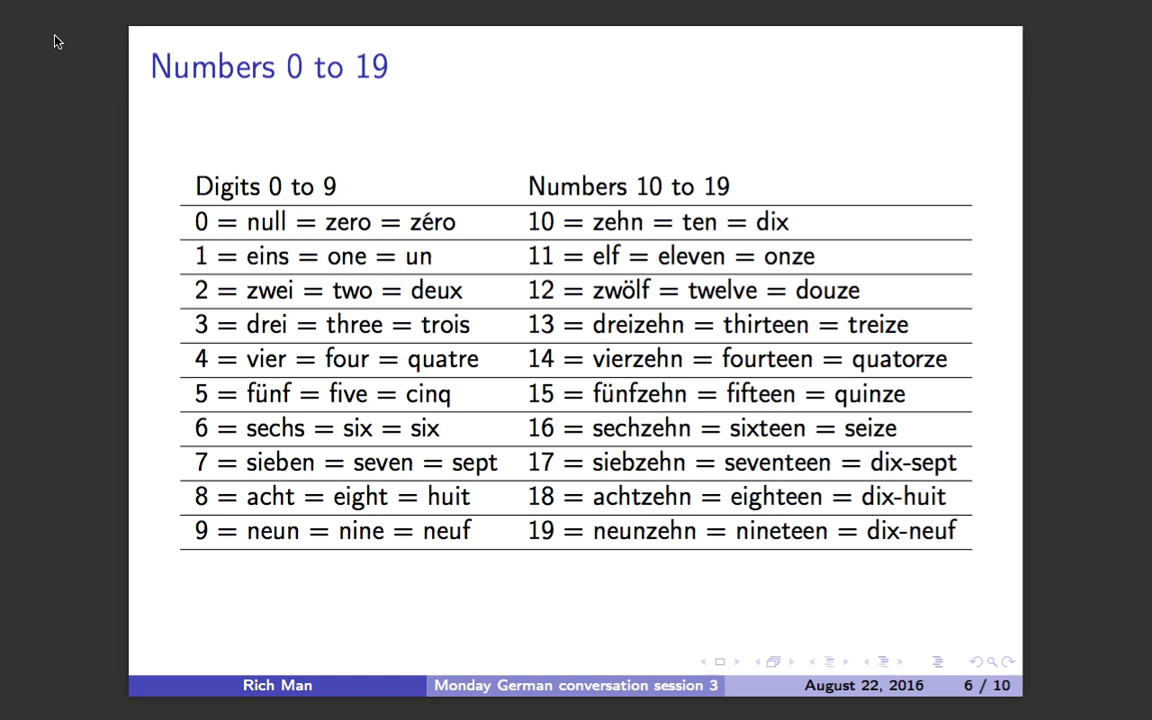 Numbers 0 to 19
Digits 0 to 9 Numbers 10 to 19
0 = null = zero = zéro 10 = zehn = ten = dix
1 = eins = one = un 11 = elf = eleven = onze
2 = zwei = two = deux 12 = zwölf = twelve = douze
3 = drei = three = trois 13 = dreizehn = thirteen = treize
4 = vier = four = quatre 14 = vierzehn = fourteen = quatorze
5 = fünf = five = cinq 15 = fünfzehn = fifteen = quinze
6 = sechs = six = six 16 = sechzehn = sixteen = seize
7 = sieben = seven = sept 17 = siebzehn = seventeen = dix-sept
8 = acht = eight = huit 18 = achtzehn = eighteen = dix-huit
9 = neun = nine = neuf 19 = neunzehn = nineteen = dix-neuf
Rich Man Monday German conversation session 3 August 22, 2016 6 / 10